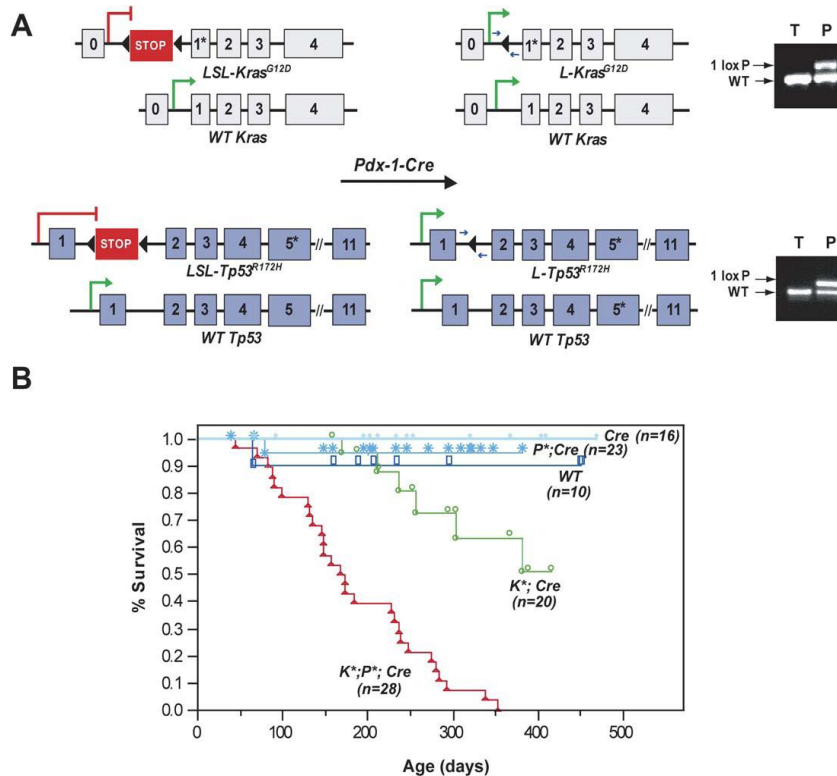 A
0 STOP 1* 2 3 4
LSL-Kras^G12D
0 1 2 3 4
WT Kras
0 1* 2 3 4
L-Kras^G12D
0 1 2 3 4
WT Kras
T P
1 lox P
WT
Pdx-1-Cre
1 STOP 2 3 4 5* // 11
LSL-Tp53^R172H
1 2 3 4 5 // 11
WT Tp53
1 2 3 4 5* // 11
L-Tp53^R172H
1 2 3 4 5* // 11
WT Tp53
T P
1 lox P
WT
B
% Survival
1.0
0.9
0.8
0.7
0.6
0.5
0.4
0.3
0.2
0.1
0.0
Cre (n=16)
P*;Cre (n=23)
WT
(n=10)
K*; Cre
(n=20)
K*;P*; Cre
(n=28)
0 100 200 300 400 500
Age (days)